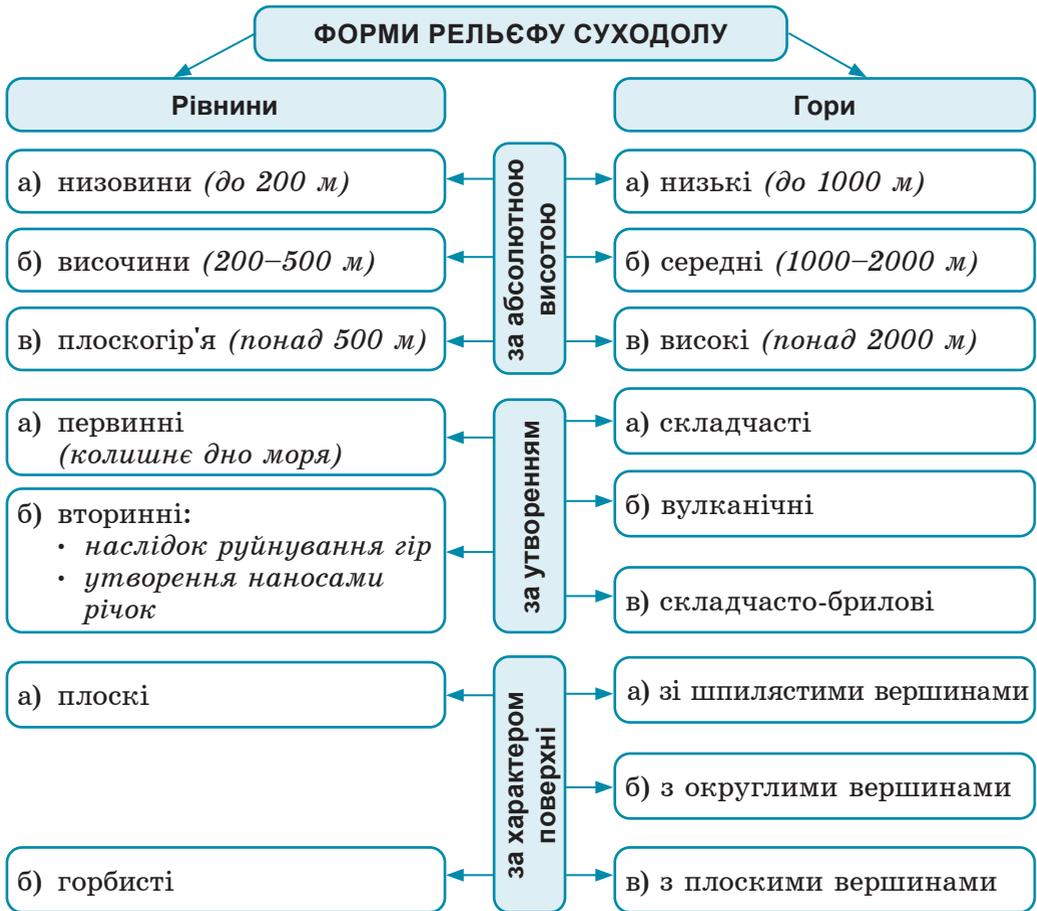 ФОРМИ РЕЛЬЄФУ СУХОДОЛУ
Рівнини
Гори
за абсолютною
висотою
а) низовини (до 200 м)
а) низькі (до 1000 м)
б) височини (200–500 м)
б) середні (1000–2000 м)
в) плоскогір'я (понад 500 м)
в) високі (понад 2000 м)
за утворенням
а) первинні
(колишнє дно моря)
а) складчасті
б) вторинні:
· наслідок руйнування гір
· утворення наносами
річок
б) вулканічні
в) складчасто-брилові
за характером
поверхні
а) плоскі
а) зі шпилястими вершинами
б) з округлими вершинами
б) горбисті
в) з плоскими вершинами